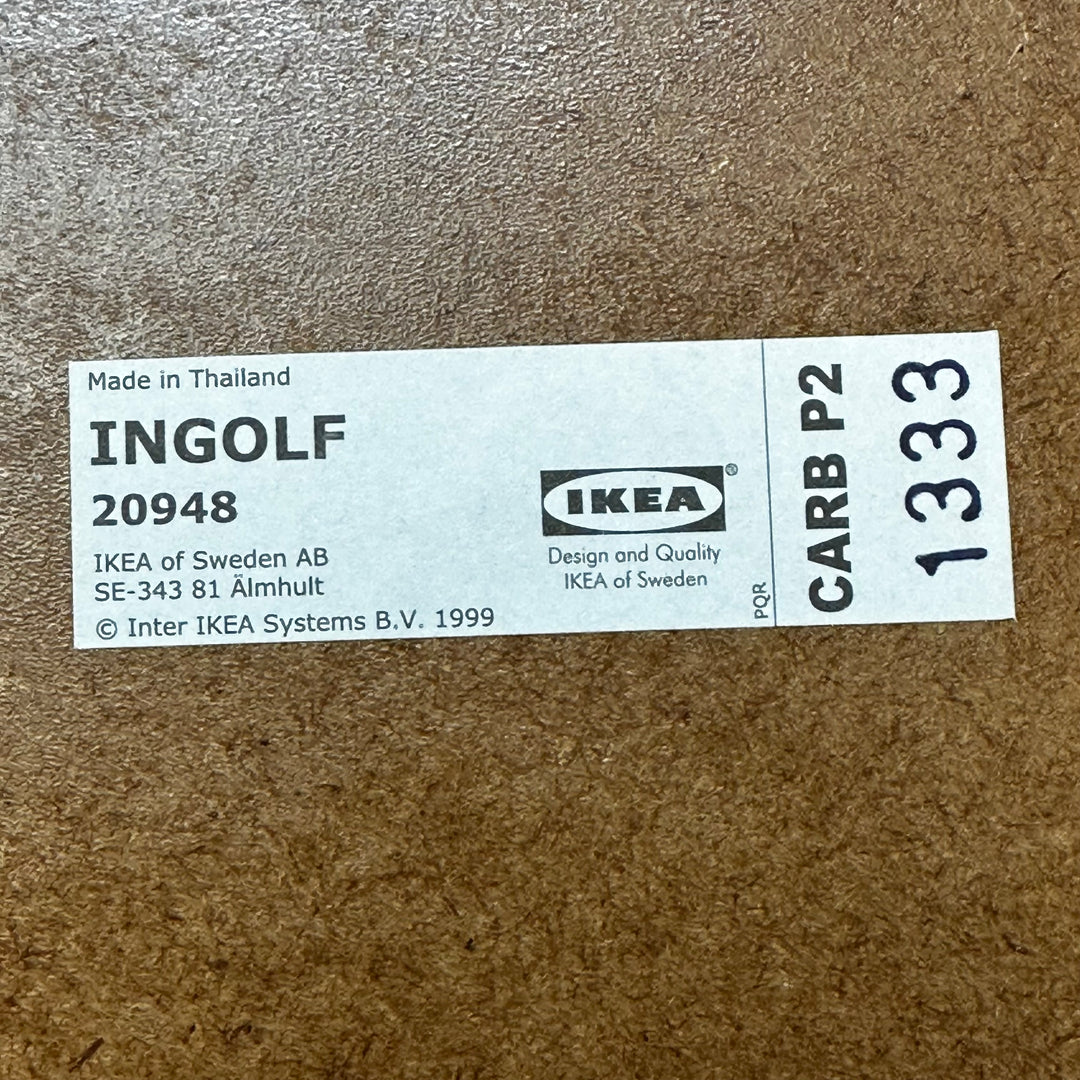 Made in Thailand
INGOLF
20948
IKEA of Sweden AB
SE-343 81 Älmhult
© Inter IKEA Systems B.V. 1999
IKEA®
Design and Quality
IKEA of Sweden
PQR
CARB P2
1333